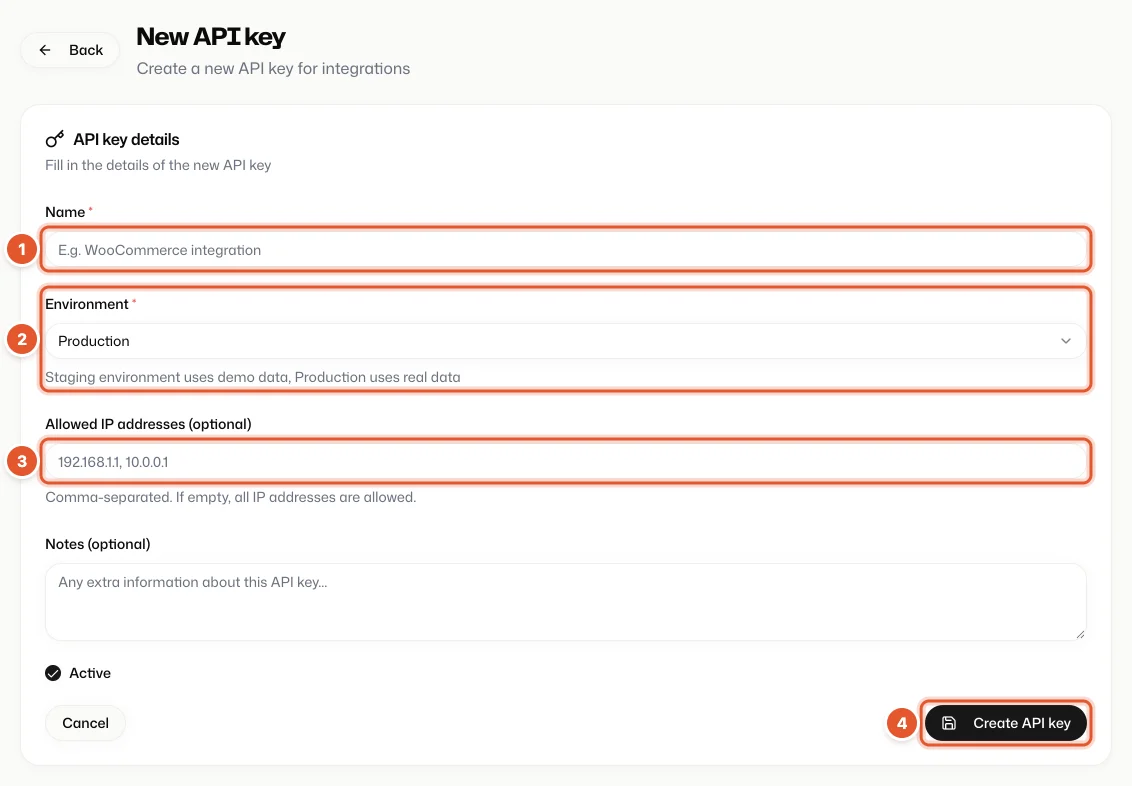 Back
New API key
Create a new API key for integrations
API key details
Fill in the details of the new API key
Name *
1
E.g. WooCommerce integration
Environment *
2
Production
Staging environment uses demo data, Production uses real data
Allowed IP addresses (optional)
3
192.168.1.1, 10.0.0.1
Comma-separated. If empty, all IP addresses are allowed.
Notes (optional)
Any extra information about this API key...
Active
Cancel
4
Create API key